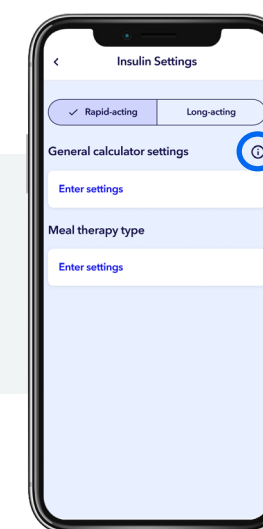 Insulin Settings
Rapid-acting
Long-acting
General calculator settings
Enter settings
Meal therapy type
Enter settings